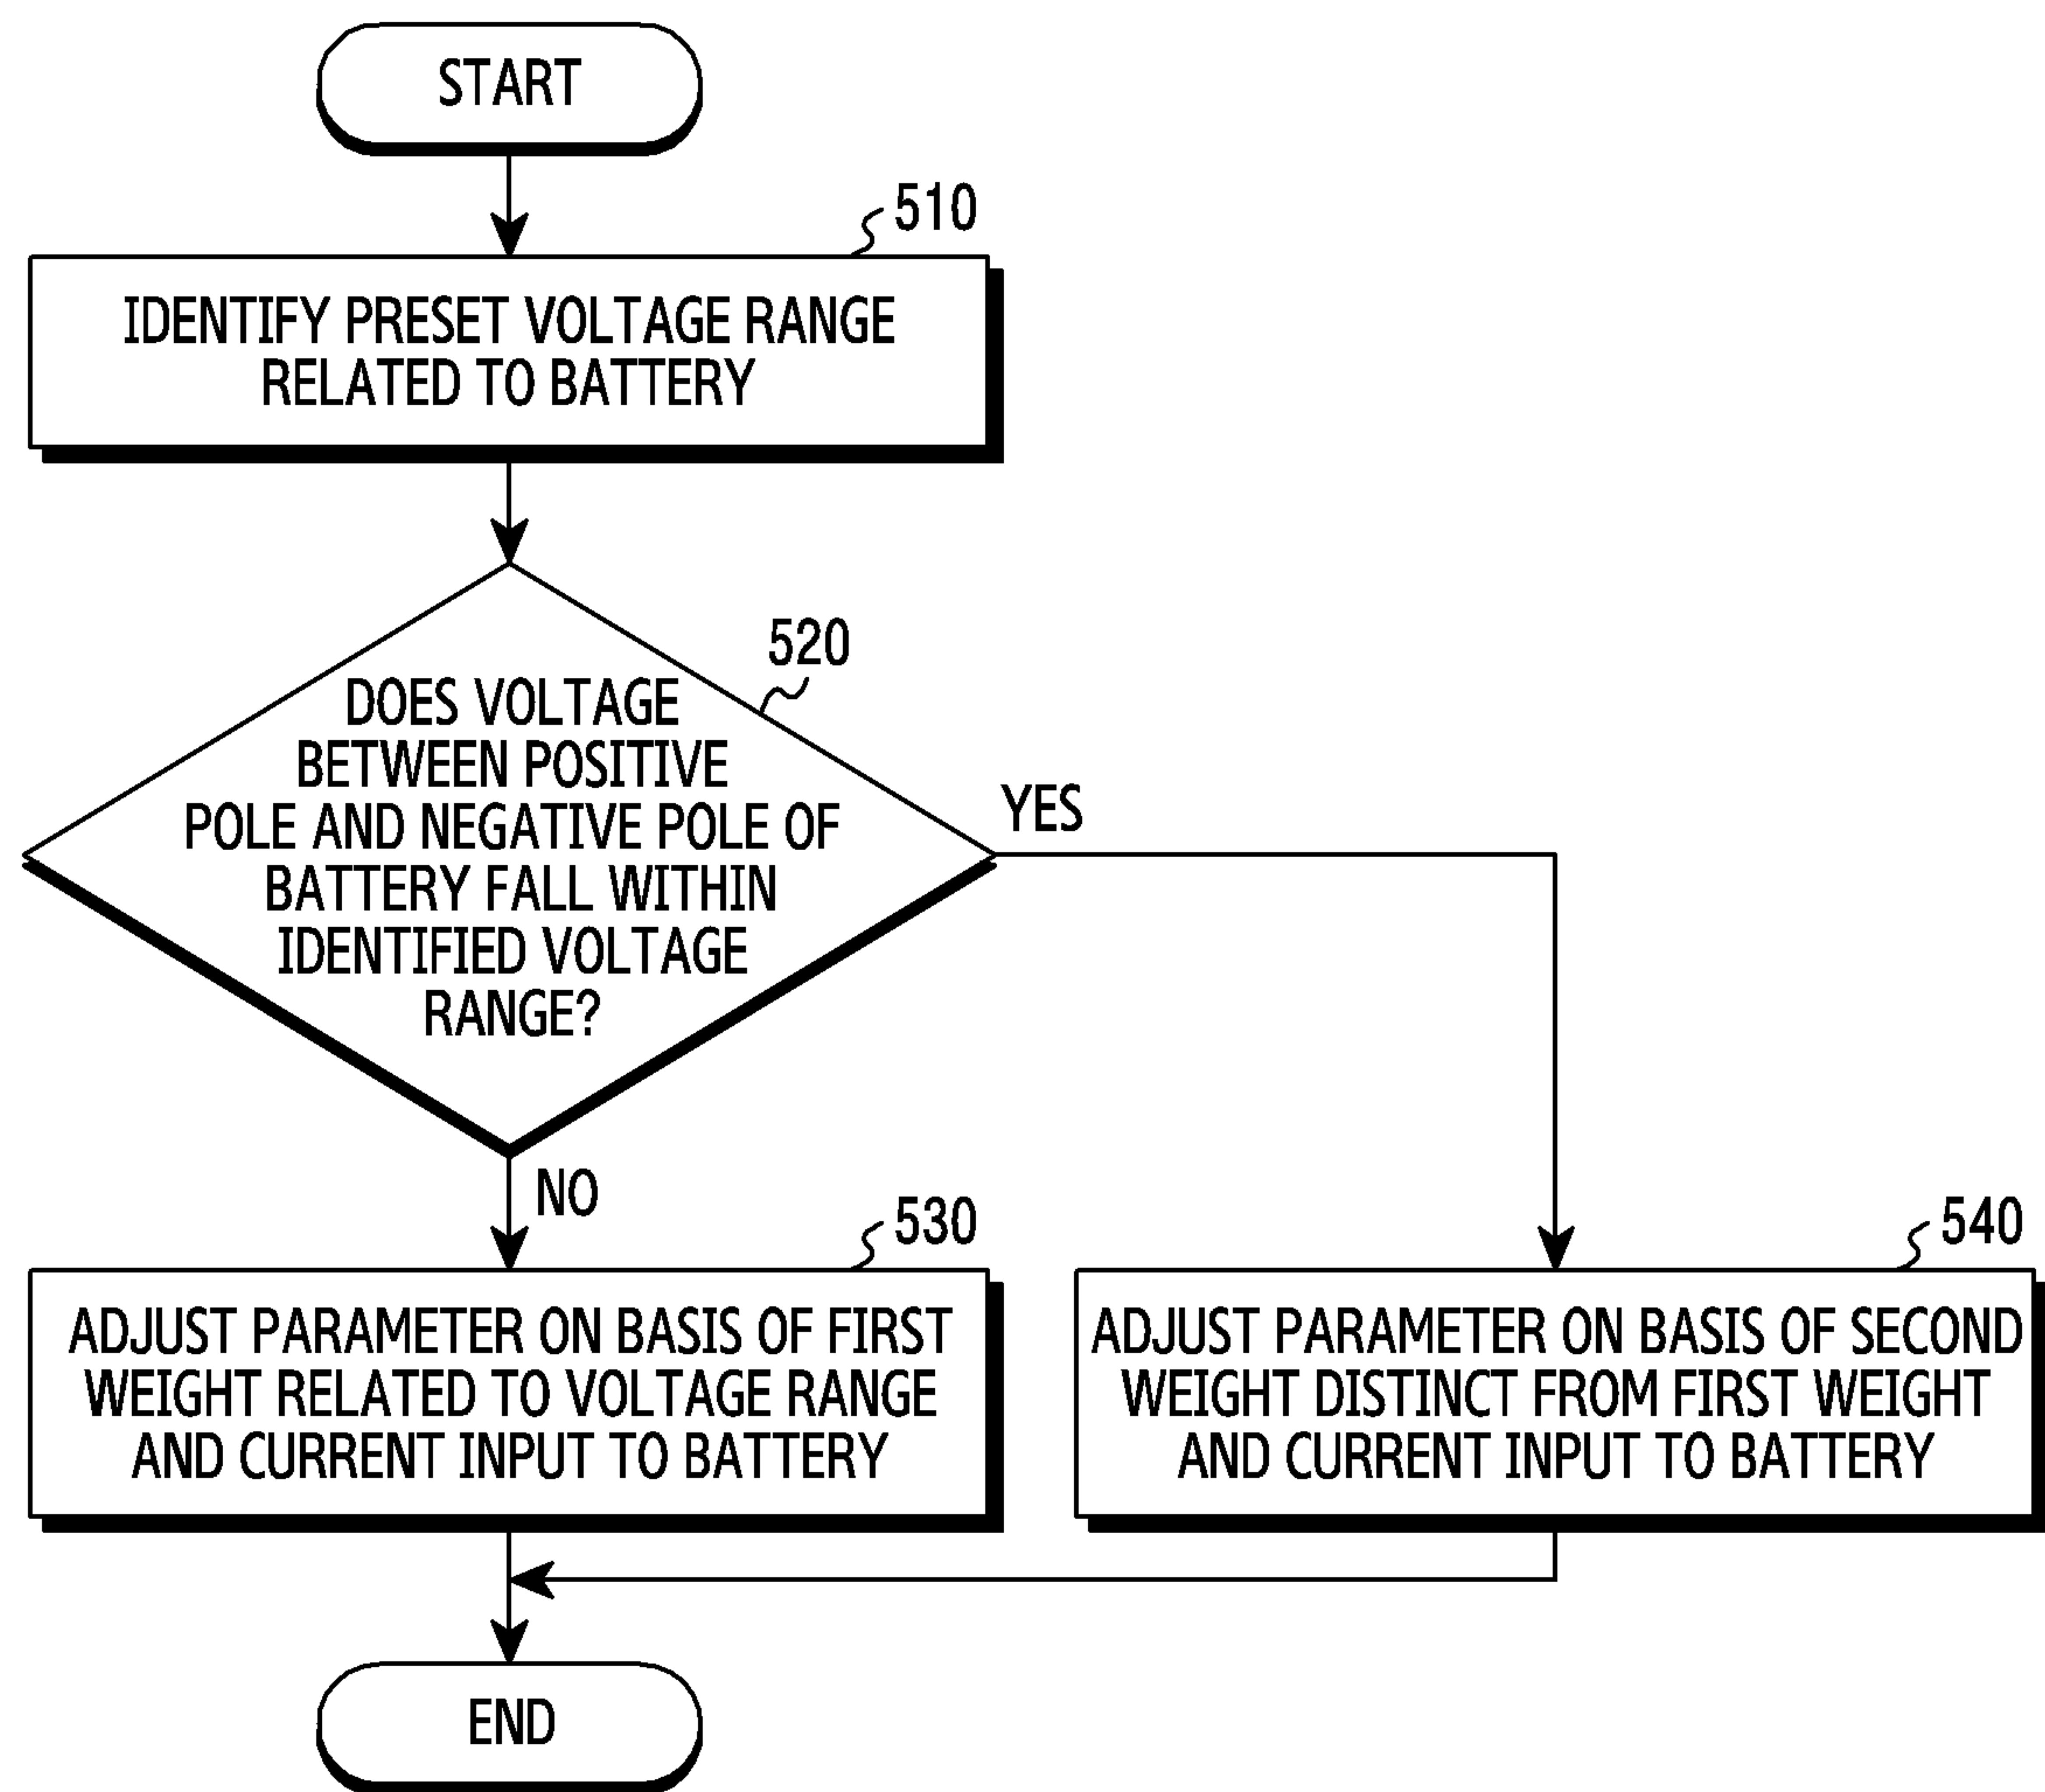 START
510
IDENTIFY PRESET VOLTAGE RANGE
RELATED TO BATTERY
520
DOES VOLTAGE
BETWEEN POSITIVE
POLE AND NEGATIVE POLE OF
BATTERY FALL WITHIN
IDENTIFIED VOLTAGE
RANGE?
YES
NO
530
ADJUST PARAMETER ON BASIS OF FIRST
WEIGHT RELATED TO VOLTAGE RANGE
AND CURRENT INPUT TO BATTERY
540
ADJUST PARAMETER ON BASIS OF SECOND
WEIGHT DISTINCT FROM FIRST WEIGHT
AND CURRENT INPUT TO BATTERY
END